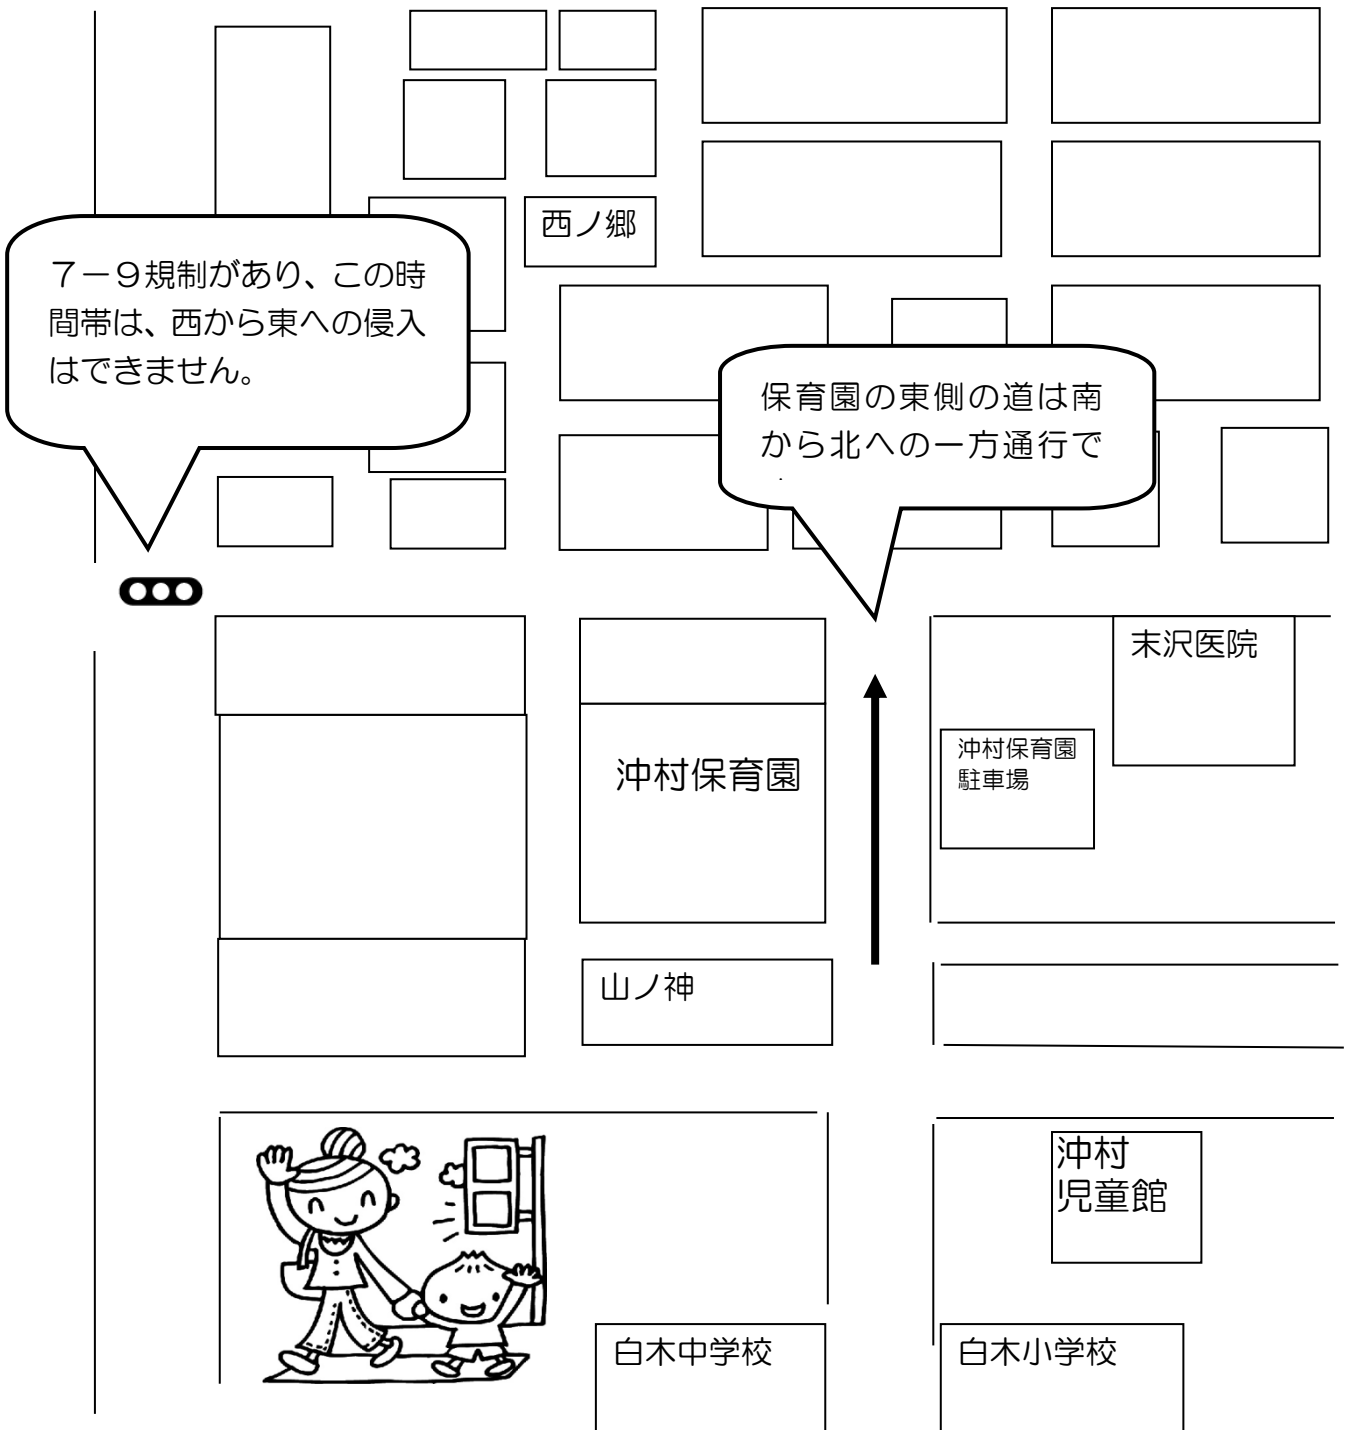 西ノ郷
７－９規制があり、この時
間帯は、西から東への侵入
はできません。
保育園の東側の道は南
から北への一方通行で
末沢医院
沖村保育園
駐車場
沖村保育園
山ノ神
沖村
児童館
白木中学校
白木小学校